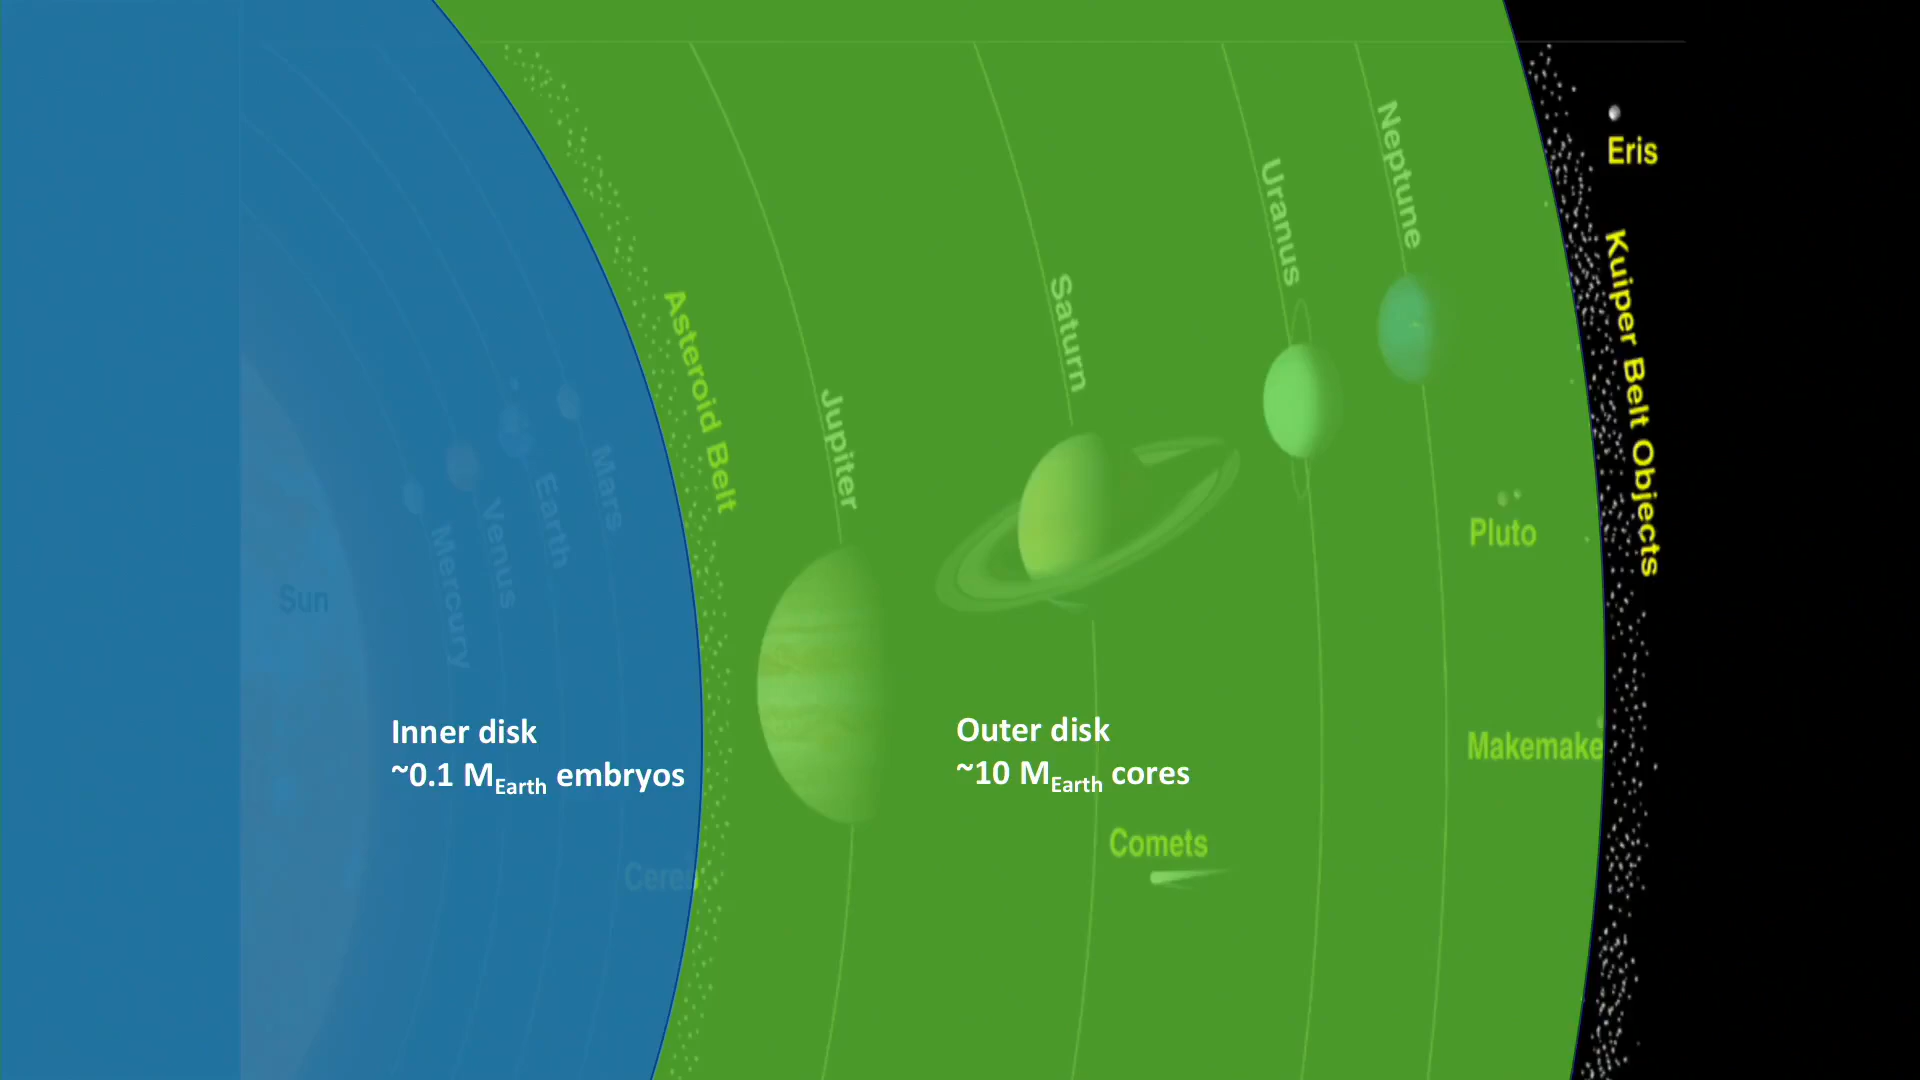 Eris
Neptune
Uranus
Kuiper Belt Objects
Saturn
Asteroid Belt
Jupiter
Mars
Earth
Venus
Mercury
Pluto
Sun
Inner disk
~0.1 MEarth embryos
Outer disk
~10 MEarth cores
Makemake
Comets
Ceres